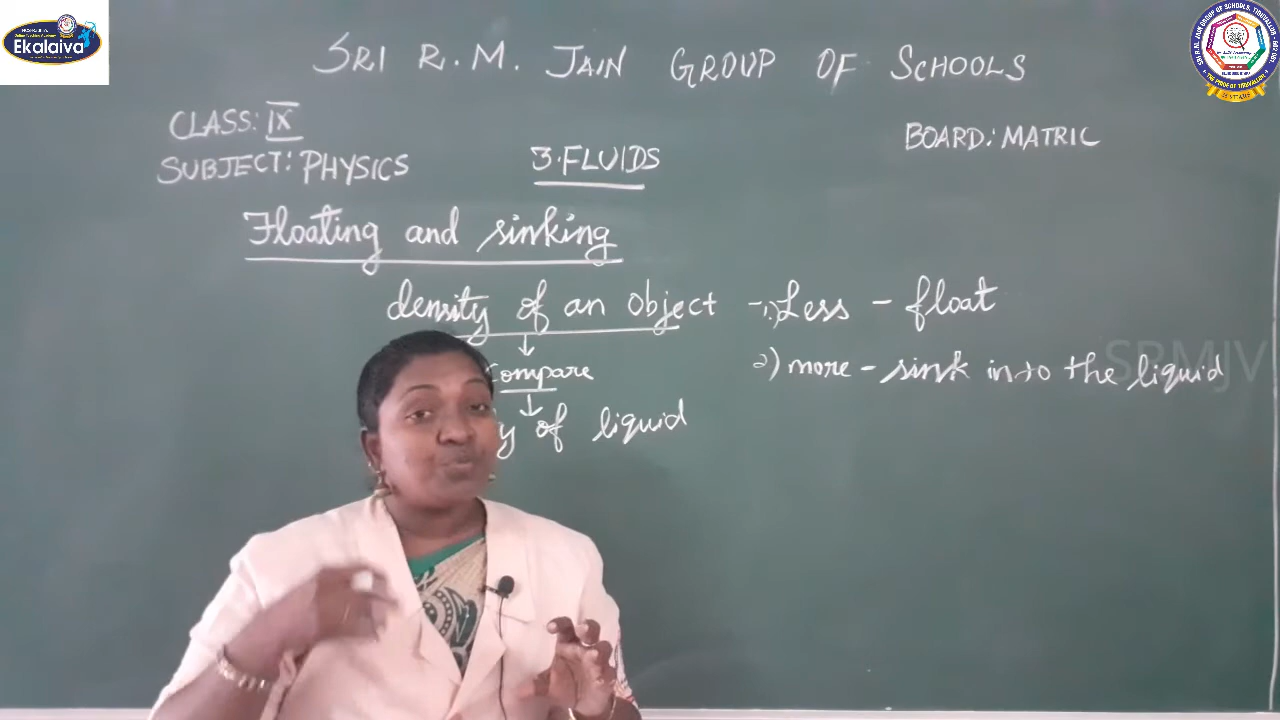 Ekalaiva
SRI R.M. JAIN GROUP OF SCHOOLS
CLASS: IX
BOARD: MATRIC
SUBJECT: PHYSICS
3. FLUIDS
Floating and sinking
density of an object - 1) Less - float
Compare
2) more - sink into the liquid
y of liquid
SRMJV